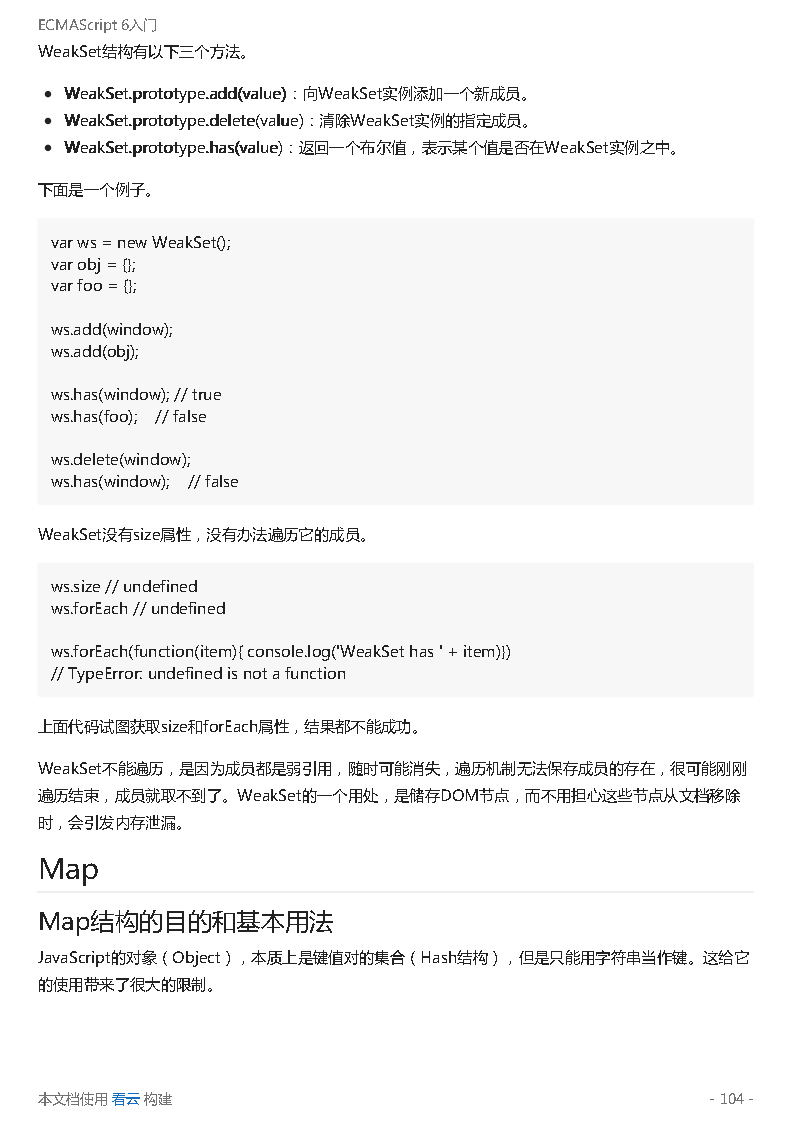 ECMAScript 6入门
WeakSet结构有以下三个方法。
• WeakSet.prototype.add(value)：向WeakSet实例添加一个新成员。
• WeakSet.prototype.delete(value)：清除WeakSet实例的指定成员。
• WeakSet.prototype.has(value)：返回一个布尔值，表示某个值是否在WeakSet实例之中。
下面是一个例子。
var ws = new WeakSet();
var obj = {};
var foo = {};
ws.add(window);
ws.add(obj);
ws.has(window); // true
ws.has(foo);    // false
ws.delete(window);
ws.has(window);    // false
WeakSet没有size属性，没有办法遍历它的成员。
ws.size // undefined
ws.forEach // undefined
ws.forEach(function(item){ console.log('WeakSet has ' + item)})
// TypeError: undefined is not a function
上面代码试图获取size和forEach属性，结果都不能成功。
WeakSet不能遍历，是因为成员都是弱引用，随时可能消失，遍历机制无法保存成员的存在，很可能刚刚
遍历结束，成员就取不到了。WeakSet的一个用处，是储存DOM节点，而不用担心这些节点从文档移除
时，会引发内存泄漏。
Map
Map结构的目的和基本用法
JavaScript的对象（Object），本质上是键值对的集合（Hash结构），但是只能用字符串当作键。这给它
的使用带来了很大的限制。
本文档使用 看云 构建
- 104 -